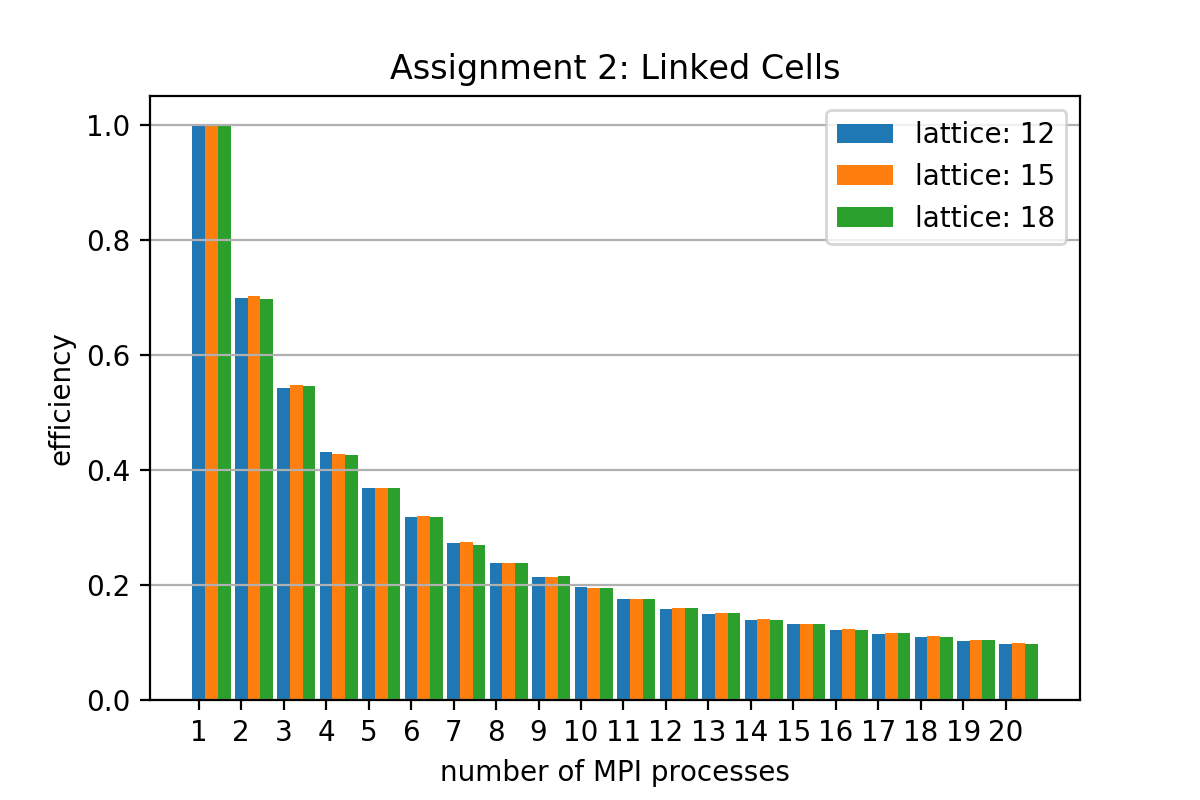 Assignment 2: Linked Cells
lattice: 12
lattice: 15
lattice: 18
efficiency
1.0
0.8
0.6
0.4
0.2
0.0
1 2 3 4 5 6 7 8 9 10 11 12 13 14 15 16 17 18 19 20
number of MPI processes